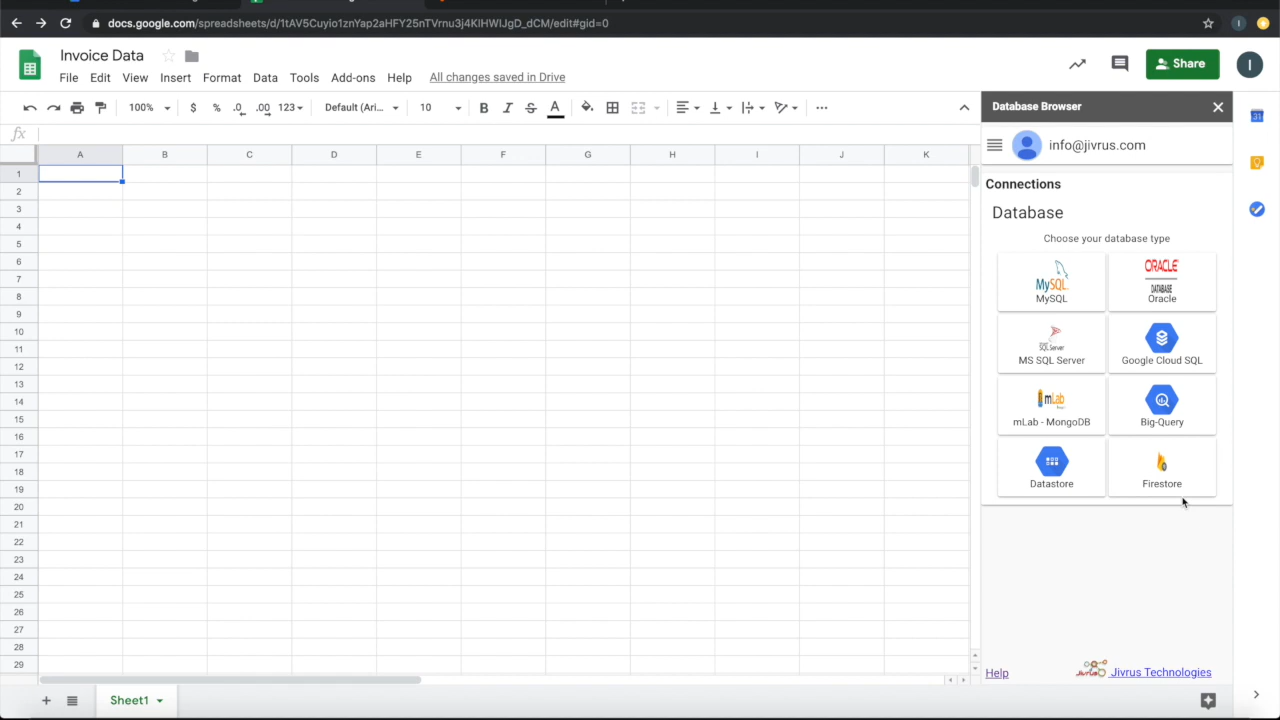 docs.google.com/spreadsheets/d/1tAV5Cuyio1znYap2aHFY25nTVrnu3j4KlHWIJgD_dCM/edit#gid=0
I
Invoice Data
File Edit View Insert Format Data Tools Add-ons Help All changes saved in Drive
Share
I
100% $ % .0 .00 123 Default (Ari... 10 B I S A
fx
A B C D E F G H I J K
1
2
3
4
5
6
7
8
9
10
11
12
13
14
15
16
17
18
19
20
21
22
23
24
25
26
27
28
29
Sheet1
Database Browser
info@jivrus.com
Connections
Database
Choose your database type
MySQL
MySQL
ORACLE
DATABASE
Oracle
SQL Server
MS SQL Server
Google Cloud SQL
mLab
mLab - MongoDB
Big-Query
Datastore
Firestore
Help
Jivrus
Jivrus Technologies
31